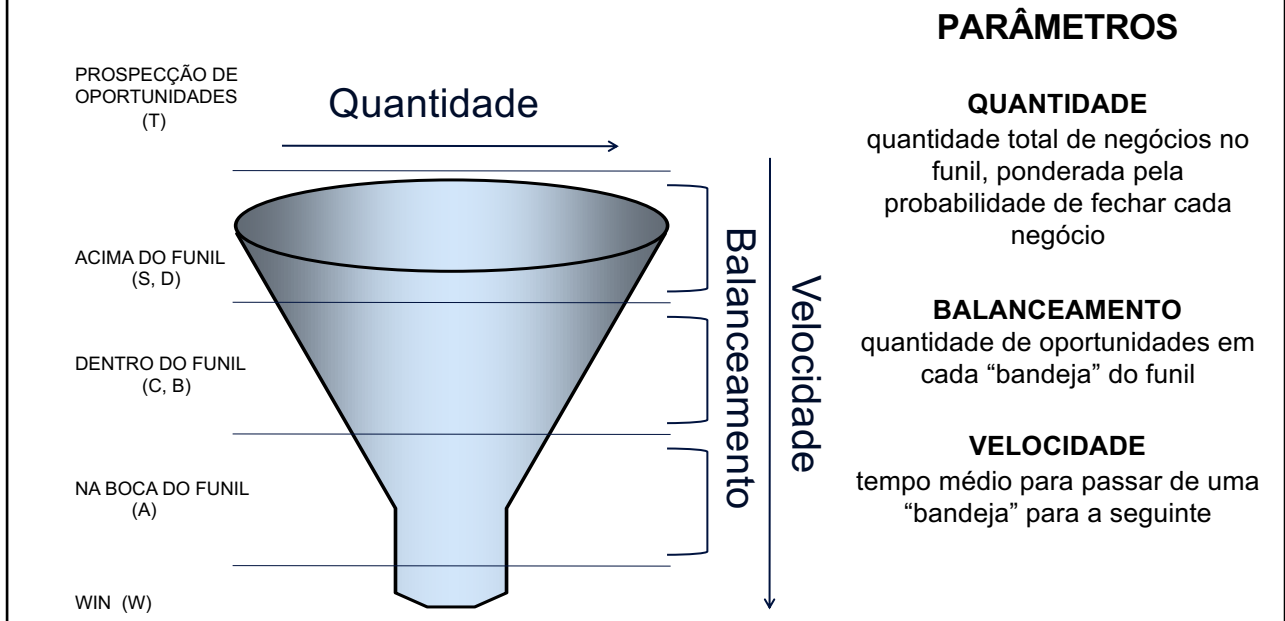 PROSPECÇÃO DE
OPORTUNIDADES
(T)
Quantidade
ACIMA DO FUNIL
(S, D)
DENTRO DO FUNIL
(C, B)
NA BOCA DO FUNIL
(A)
WIN (W)
Balanceamento
Velocidade
PARÂMETROS
QUANTIDADE
quantidade total de negócios no
funil, ponderada pela
probabilidade de fechar cada
negócio
BALANCEAMENTO
quantidade de oportunidades em
cada “bandeja” do funil
VELOCIDADE
tempo médio para passar de uma
“bandeja” para a seguinte